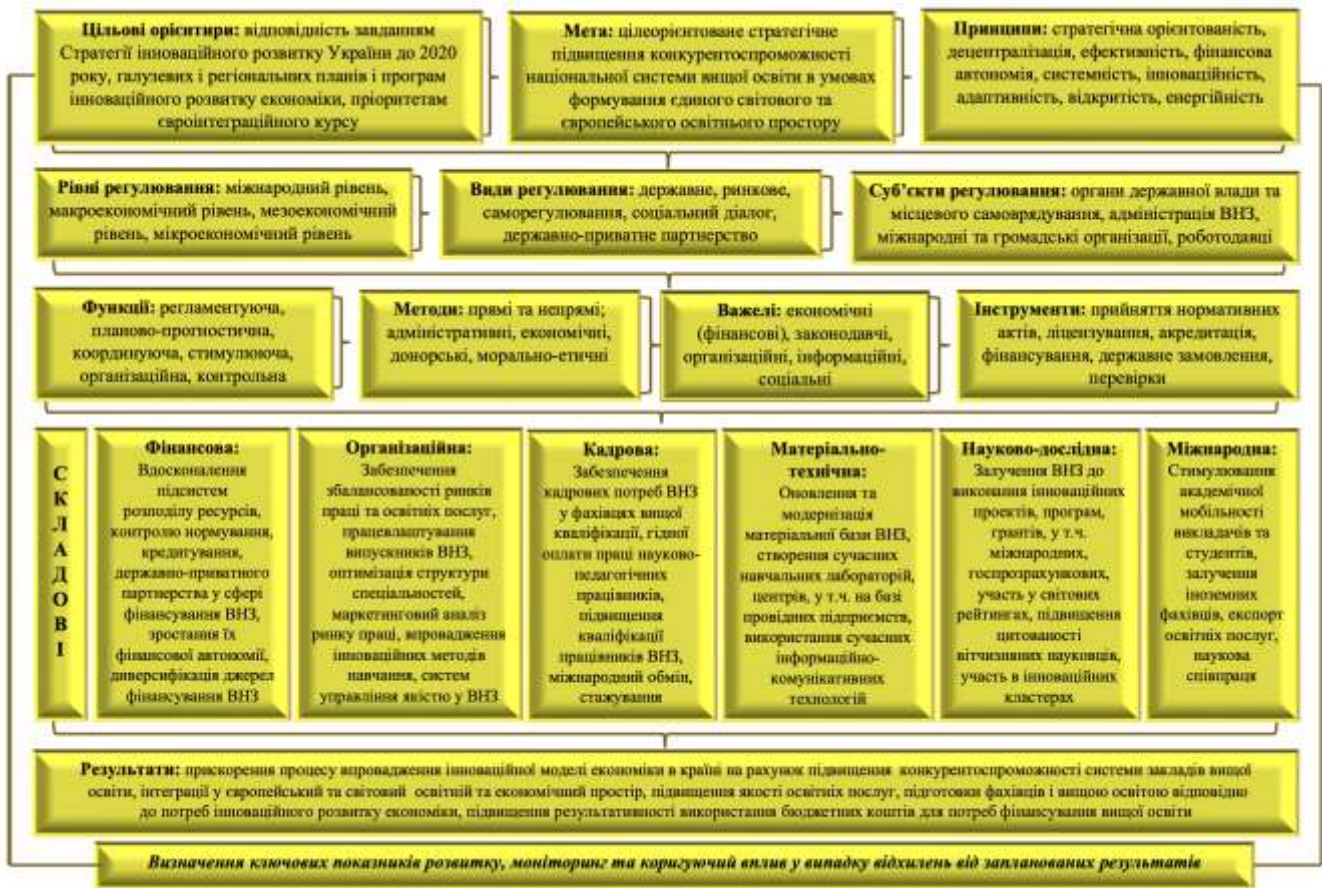 Цільові орієнтири: відповідність завданням
Стратегії інноваційного розвитку України до 2020
року, галузевих і регіональних планів і програм
інноваційного розвитку економіки, пріоритетам
євроінтеграційного курсу
Мета: цілеорієнтоване стратегічне
підвищення конкурентоспроможності
національної системи вищої освіти в умовах
формування єдиного світового та
європейського освітнього простору
Принципи: стратегічна орієнтованість,
децентралізація, ефективність, фінансова
автономія, системність, інноваційність,
адаптивність, відкритість, енергійність
Рівні регулювання: міжнародний рівень,
макроекономічний рівень, мезоекономічний
рівень, мікроекономічний рівень
Види регулювання: державне, ринкове,
саморегулювання, соціальний діалог,
державно-приватне партнерство
Суб'єкти регулювання: органи державної влади та
місцевого самоврядування, адміністрація ВНЗ,
міжнародні та громадські організації, роботодавці
Функції: регламентуюча,
планово-прогностична,
координуюча, стимулююча,
організаційна, контрольна
Методи: прямі та непрямі;
адміністративні, економічні,
донорські, морально-етичні
Важелі: економічні
(фінансові), законодавчі,
організаційні, інформаційні,
соціальні
Інструменти: прийняття нормативних
актів, ліцензування, акредитація,
фінансування, державне замовлення,
перевірки
СКЛАДОВІ
Фінансова:
Вдосконалення
підсистем
розподілу ресурсів,
контролю нормування,
кредитування,
державно-приватного
партнерства у сфері
фінансування ВНЗ,
зростання їх
фінансової автономії,
диверсифікація джерел
фінансування ВНЗ
Організаційна:
Забезпечення
збалансованості ринків
праці та освітніх послуг,
працевлаштування
випускників ВНЗ,
оптимізація структури
спеціальностей,
маркетинговий аналіз
ринку праці, впровадження
інноваційних методів
навчання, систем
управління якістю у ВНЗ
Кадрова:
Забезпечення
кадрових потреб ВНЗ
у фахівцях вищої
кваліфікації, гідної
оплати праці науково-
педагогічних
працівників,
підвищення
кваліфікації
працівників ВНЗ,
міжнародний обмін,
стажування
Матеріально-
технічна:
Оновлення та
модернізація
матеріальної бази ВНЗ,
створення сучасних
навчальних лабораторій,
центрів, у т.ч. на базі
провідних підприємств,
використання сучасних
інформаційно-
комунікативних
технологій
Науково-дослідна:
Залучення ВНЗ до
виконання інноваційних
проектів, програм,
грантів, у т.ч.
міжнародних,
госпрозрахункових,
участь у світових
рейтингах, підвищення
цитованості
вітчизняних науковців,
участь в інноваційних
кластерах
Міжнародна:
Стимулювання
академічної
мобільності
викладачів та
студентів,
залучення
іноземних
фахівців, експорт
освітніх послуг,
наукова
співпраця
Результати: прискорення процесу впровадження інноваційної моделі економіки в країні на рахунок підвищення конкурентоспроможності системи закладів вищої
освіти, інтеграції у європейський та світовий освітній та економічний простір, підвищення якості освітніх послуг, підготовки фахівців і вищою освітою відповідно
до потреб інноваційного розвитку економіки, підвищення результативності використання бюджетних коштів для потреб фінансування вищої освіти
Визначення ключових показників розвитку, моніторинг та коригуючий вплив у випадку відхилень від запланованих результатів